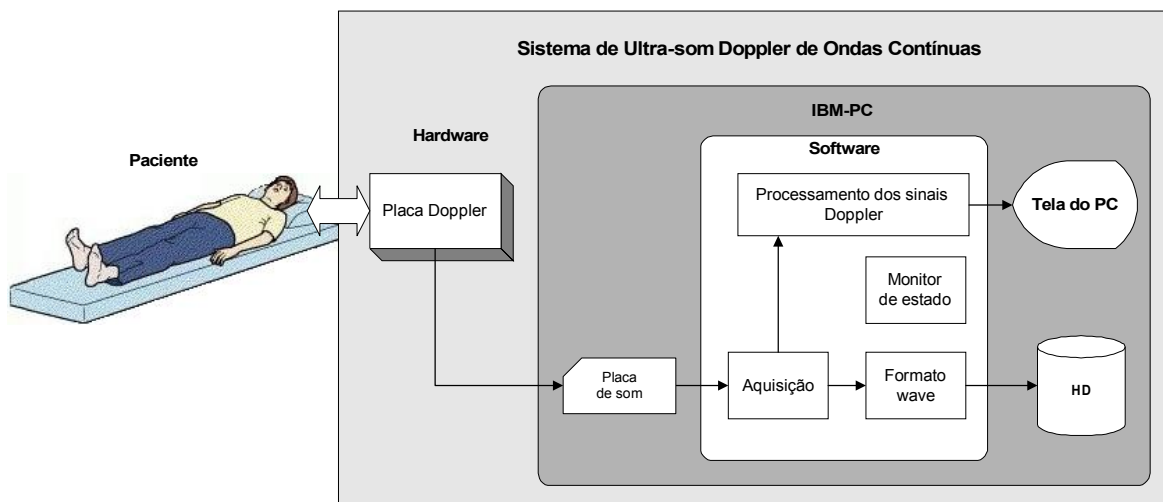 Sistema de Ultra-som Doppler de Ondas Contínuas
IBM-PC
Hardware
Software
Paciente
Placa Doppler
Processamento dos sinais
Doppler
Tela do PC
Monitor
de estado
Placa
de som
Aquisição
Formato
wave
HD